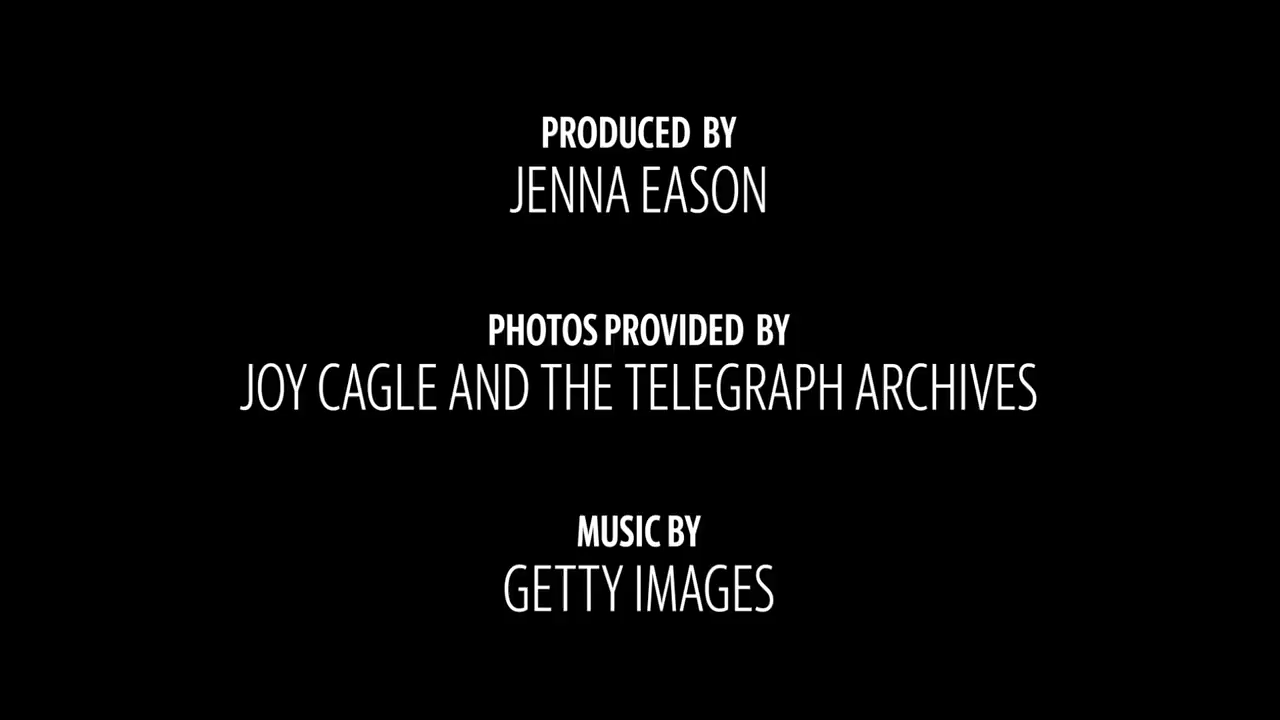 PRODUCED BY
JENNA EASON
PHOTOS PROVIDED BY
JOY CAGLE AND THE TELEGRAPH ARCHIVES
MUSIC BY
GETTY IMAGES